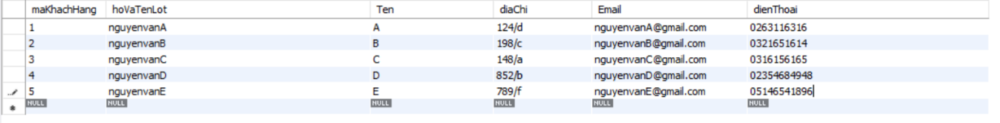 maKhachHang hoVaTenLot Ten diaChi Email dienThoai
1 nguyenvanA A 124/d nguyenvanA@gmail.com 0263116316
2 nguyenvanB B 198/c nguyenvanB@gmail.com 0321651614
3 nguyenvanC C 148/a nguyenvanC@gmail.com 0316156165
4 nguyenvanD D 852/b nguyenvanD@gmail.com 02354684948
5 nguyenvanE E 789/f nguyenvanE@gmail.com 05146541896
NULL NULL NULL NULL NULL NULL